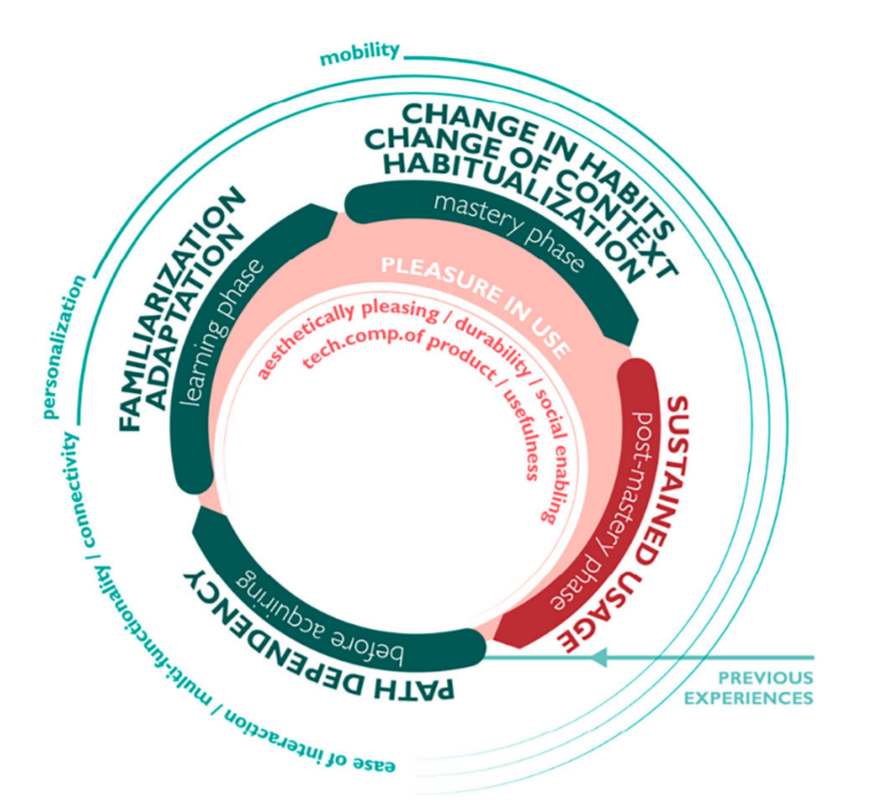 mobility
CHANGE IN HABITS
CHANGE OF CONTEXT
HABITUALIZATION
mastery phase
FAMILIARIZATION
ADAPTATION
learning phase
personalization
PLEASURE IN USE
aesthetically pleasing / durability / social enabling
tech.comp.of product / usefulness
SUSTAINED USAGE
post-mastery phase
before acquiring
PATH DEPENDENCY
ease of interaction / multi-functionality / connectivity
PREVIOUS
EXPERIENCES